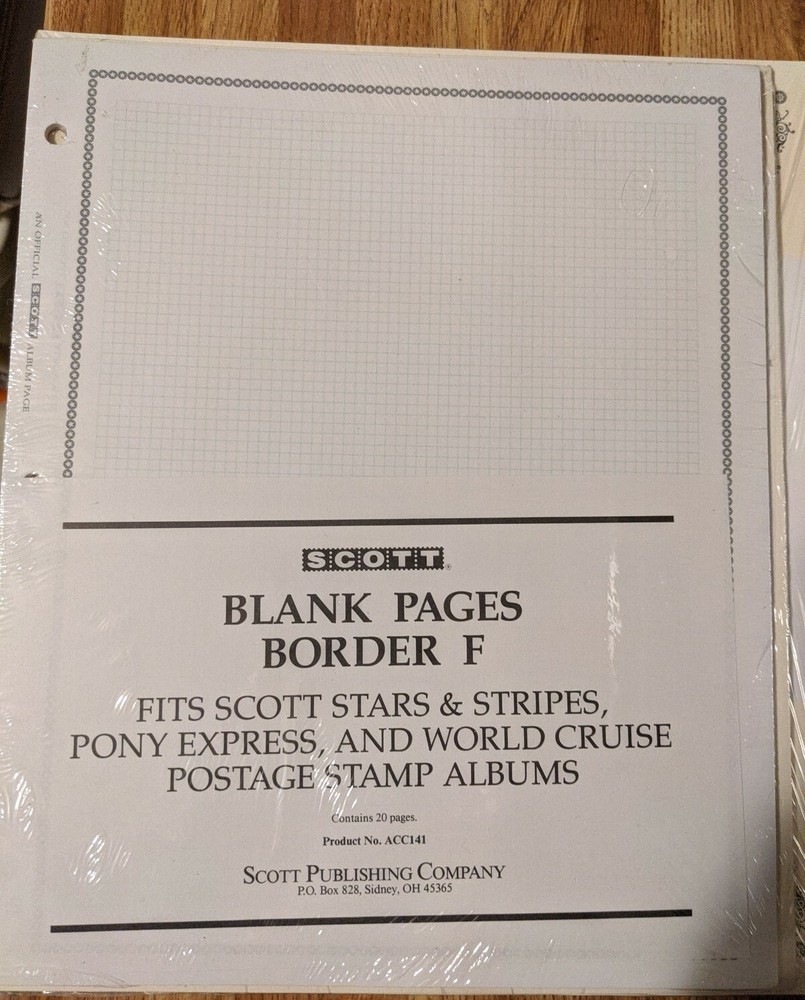 AN OFFICIAL SCOTT ALBUM PAGE
SCOTT®
BLANK PAGES
BORDER F
FITS SCOTT STARS & STRIPES,
PONY EXPRESS, AND WORLD CRUISE
POSTAGE STAMP ALBUMS
Contains 20 pages.
Product No. ACC141
SCOTT PUBLISHING COMPANY
P.O. Box 828, Sidney, OH 45365